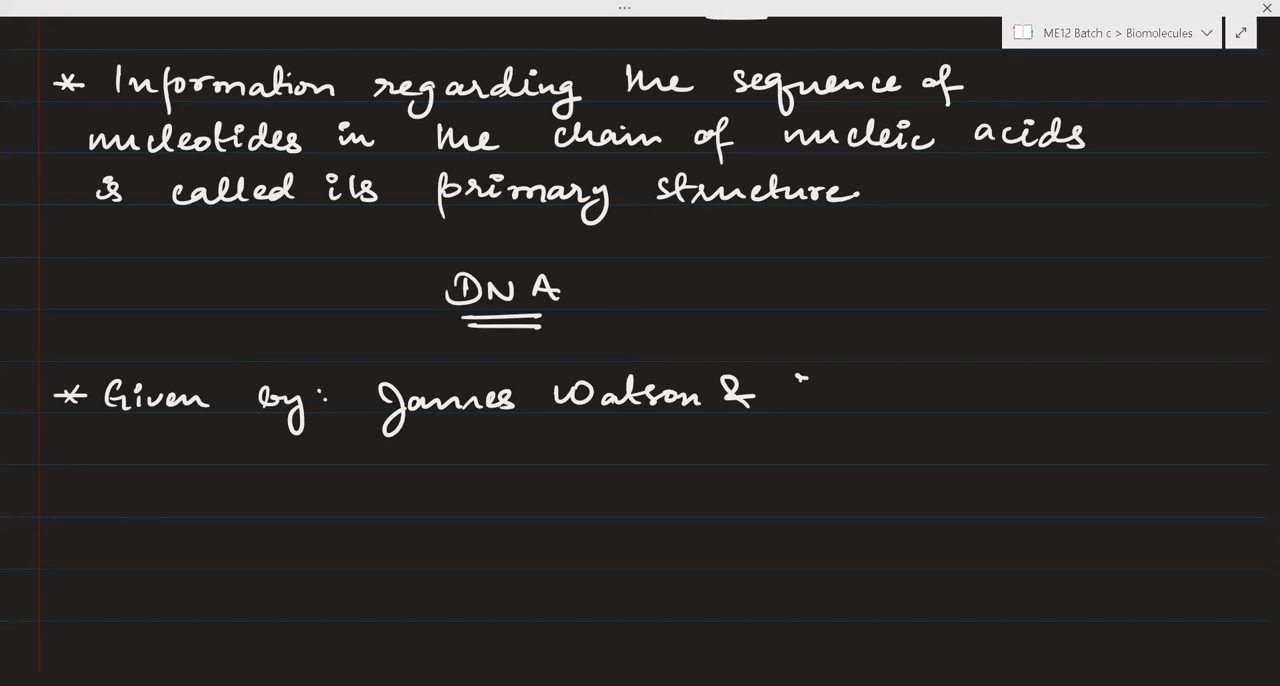 ME12 Batch c > Biomolecules
* Information regarding the sequence of
nucleotides in the chain of nucleic acids
is called its primary structure.
DNA
* Given by: James Watson &